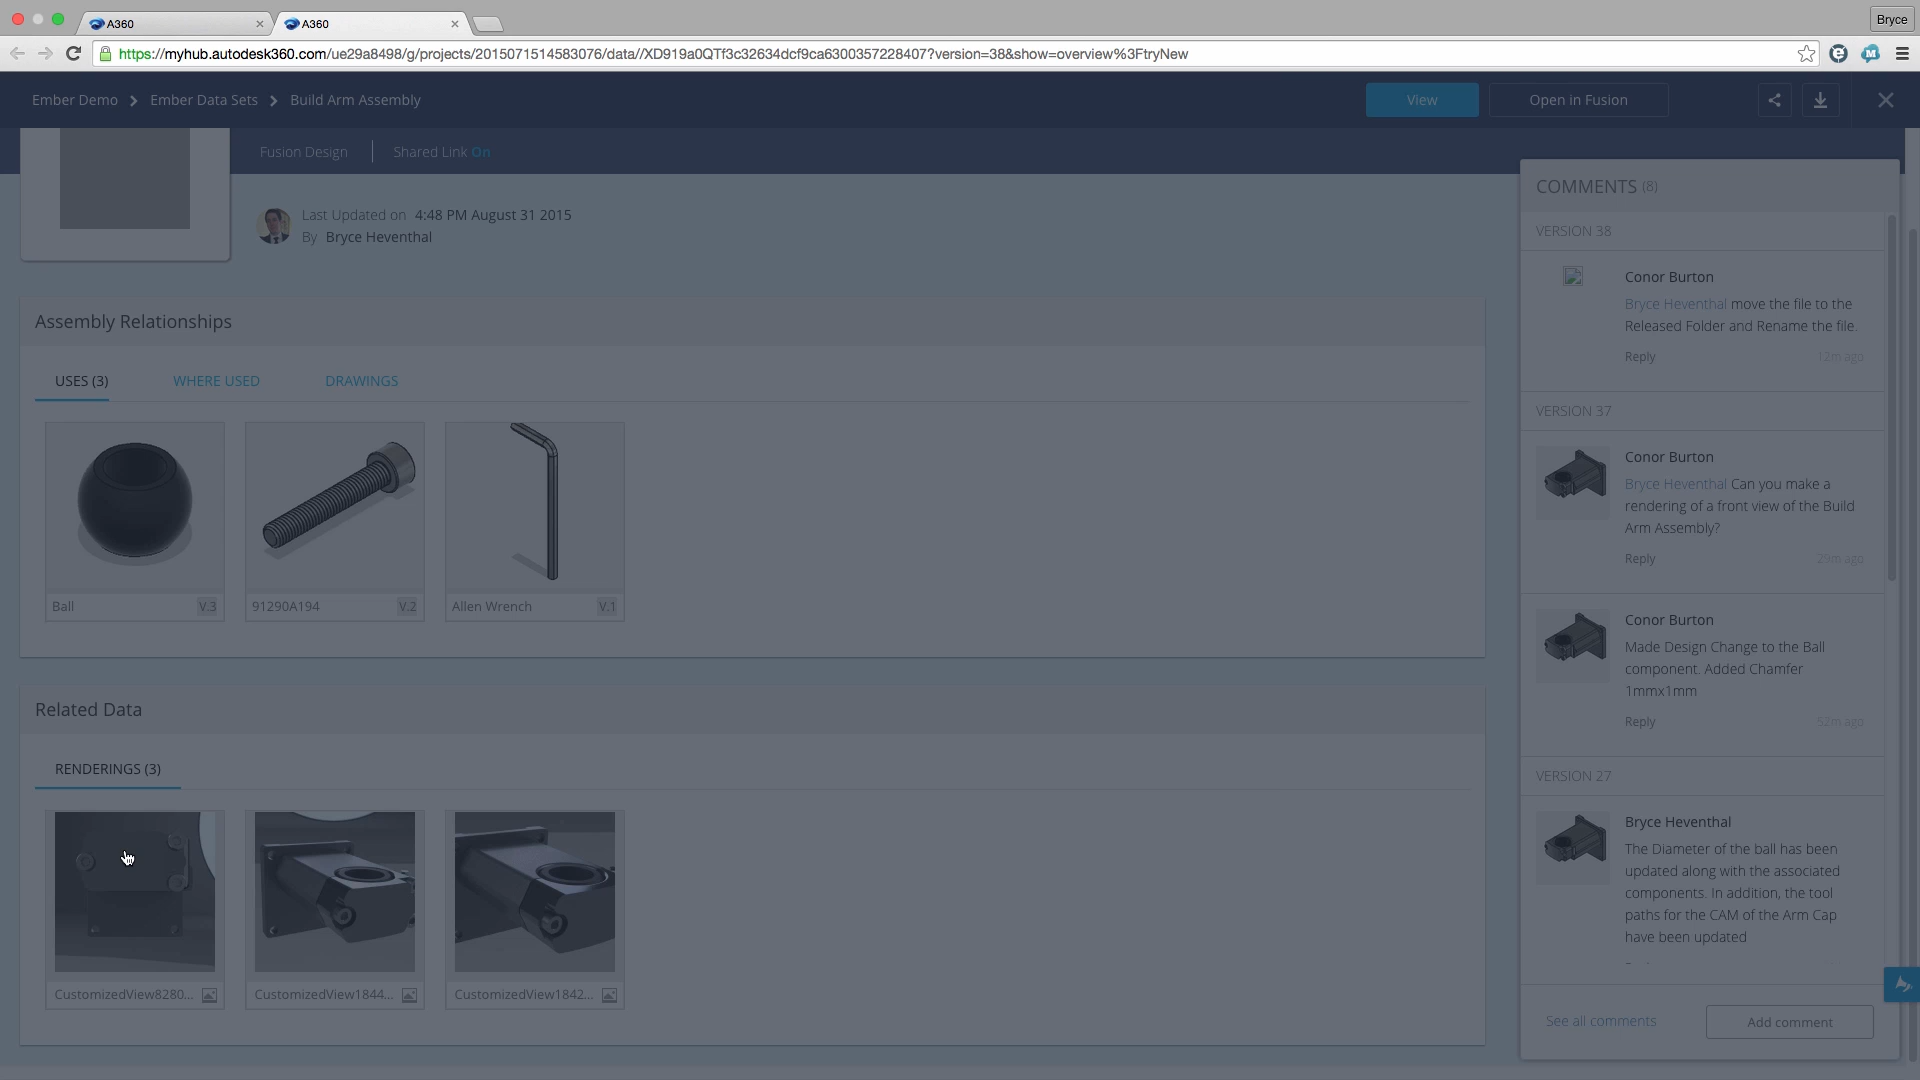 A360
A360
Bryce
https://myhub.autodesk360.com/ue29a8498/g/projects/2015071514583076/data//XD919a0QTf3c32634dcf9ca6300357228407?version=38&show=overview%3FtryNew
Ember Demo
Ember Data Sets
Build Arm Assembly
View
Open in Fusion
Fusion Design
Shared Link On
Last Updated on 4:48 PM August 31 2015
By Bryce Heventhal
Assembly Relationships
USES (3)
WHERE USED
DRAWINGS
Ball
V.3
91290A194
V.2
Allen Wrench
V.1
Related Data
RENDERINGS (3)
CustomizedView8280...
CustomizedView1844...
CustomizedView1842...
COMMENTS (8)
VERSION 38
Conor Burton
Bryce Heventhal move the file to the
Released Folder and Rename the file.
Reply
12m ago
VERSION 37
Conor Burton
Bryce Heventhal Can you make a
rendering of a front view of the Build
Arm Assembly?
Reply
29m ago
Conor Burton
Made Design Change to the Ball
component. Added Chamfer
1mmx1mm
Reply
52m ago
VERSION 27
Bryce Heventhal
The Diameter of the ball has been
updated along with the associated
components. In addition, the tool
paths for the CAM of the Arm Cap
have been updated
See all comments
Add comment